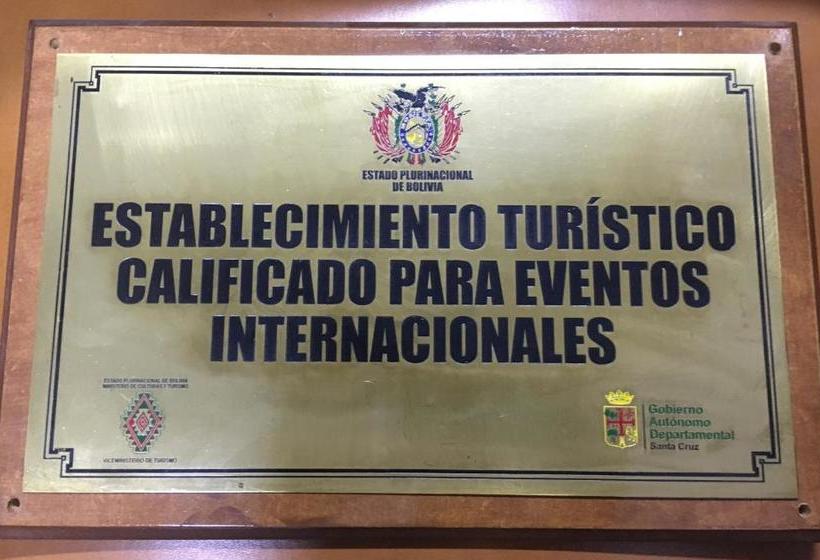 ESTADO PLURINACIONAL
DE BOLIVIA
ESTABLECIMIENTO TURÍSTICO
CALIFICADO PARA EVENTOS
INTERNACIONALES
ESTADO PLURINACIONAL DE BOLIVIA
MINISTERIO DE CULTURAS Y TURISMO
VICEMINISTERIO DE TURISMO
Gobierno
Autónomo
Departamental
Santa Cruz